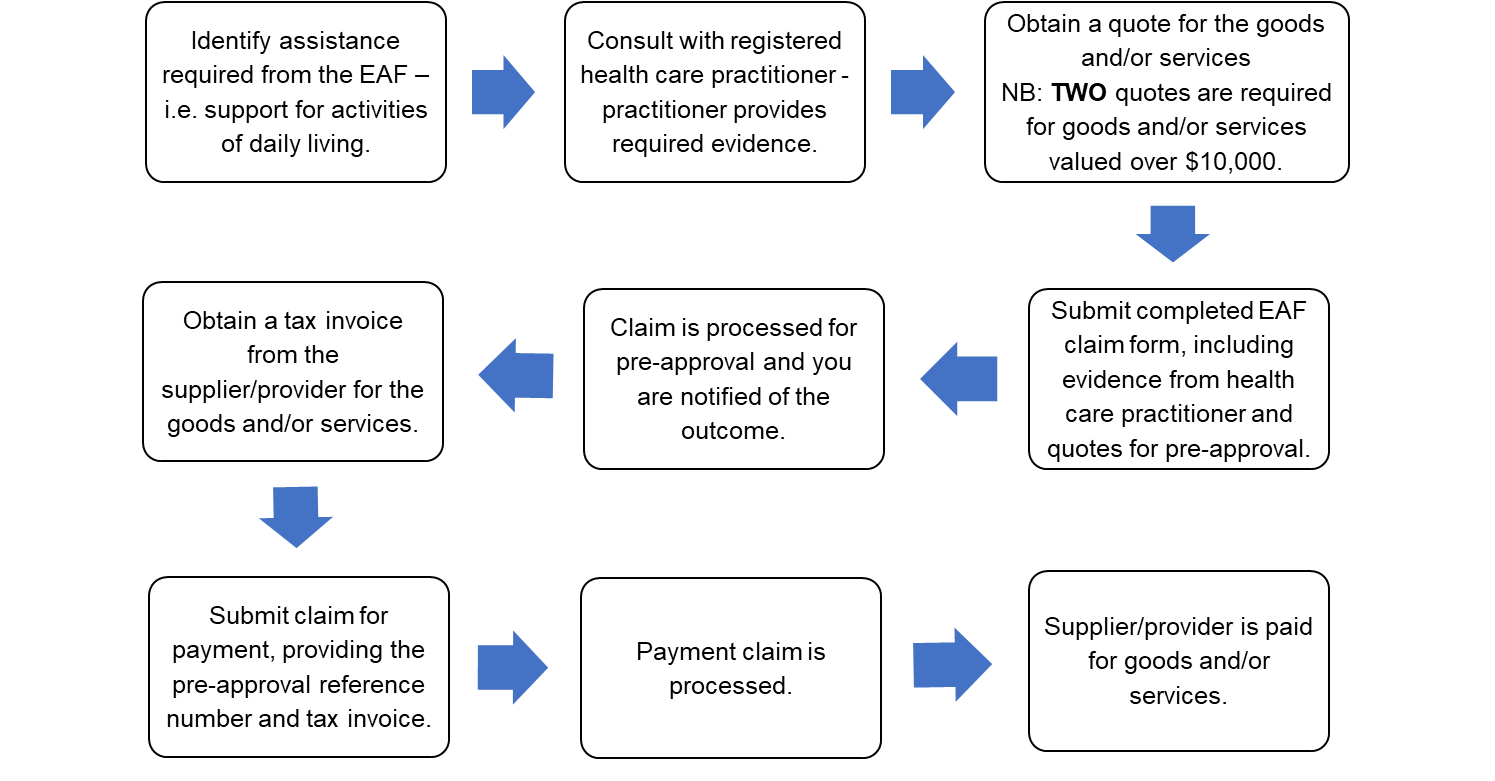 Identify assistance
required from the EAF –
i.e. support for activities
of daily living.
Consult with registered
health care practitioner -
practitioner provides
required evidence.
Obtain a quote for the goods
and/or services
NB: TWO quotes are required
for goods and/or services
valued over $10,000.
Submit completed EAF
claim form, including
evidence from health
care practitioner and
quotes for pre-approval.
Claim is processed for
pre-approval and you
are notified of the
outcome.
Obtain a tax invoice
from the
supplier/provider for the
goods and/or services.
Submit claim for
payment, providing the
pre-approval reference
number and tax invoice.
Payment claim is
processed.
Supplier/provider is paid
for goods and/or
services.